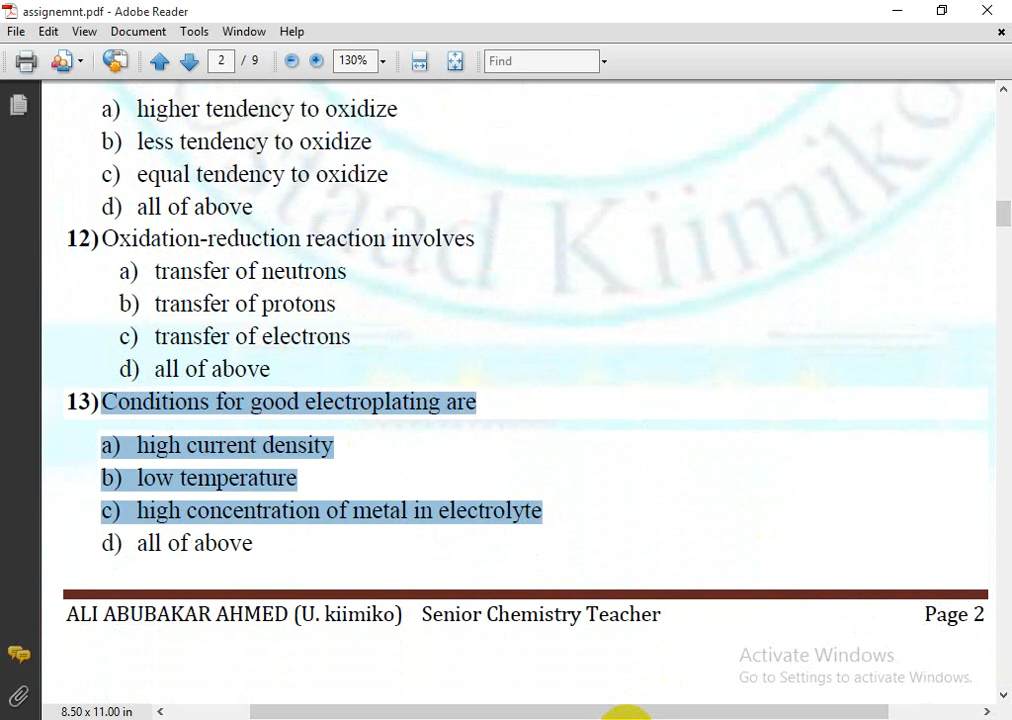 assignemnt.pdf - Adobe Reader
File Edit View Document Tools Window Help
2 / 9 130% Find
a) higher tendency to oxidize
b) less tendency to oxidize
c) equal tendency to oxidize
d) all of above
12) Oxidation-reduction reaction involves
a) transfer of neutrons
b) transfer of protons
c) transfer of electrons
d) all of above
13) Conditions for good electroplating are
a) high current density
b) low temperature
c) high concentration of metal in electrolyte
d) all of above
staad Kiimiko
ALI ABUBAKAR AHMED (U. kiimiko) Senior Chemistry Teacher Page 2
Activate Windows
Go to Settings to activate Windows.
8.50 x 11.00 in